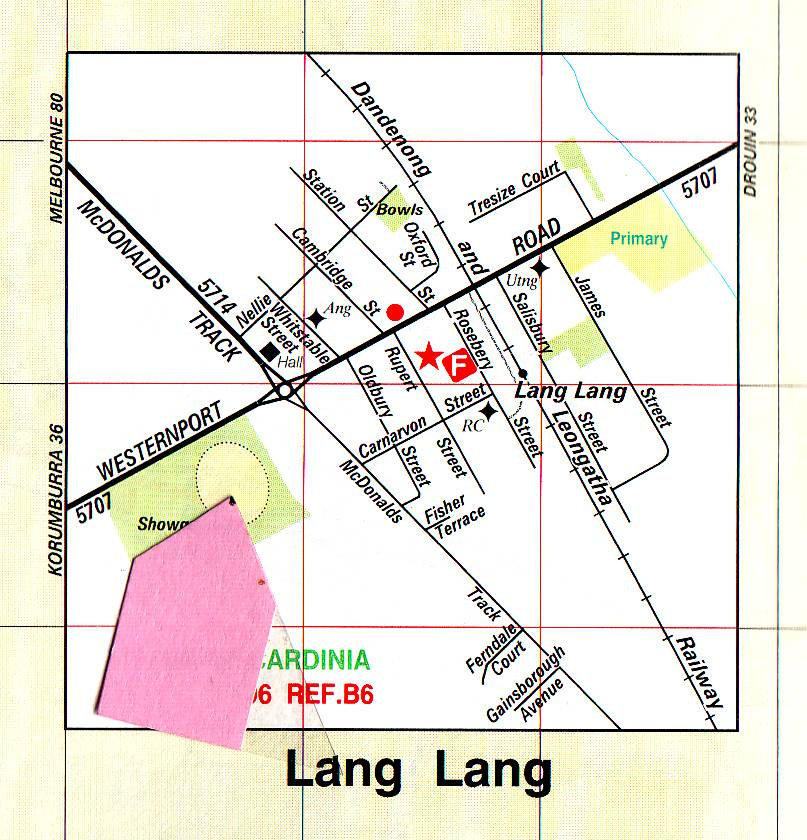 MELBOURNE 80
DROUIN 33
KORUMBURRA 36
McDONALDS
TRACK
5714
5707
WESTERNPORT
5707
ROAD
Dandenong
and
Leongatha
Railway
Station
St
Bowls
Oxford
St
Cambridge
St
St
Tresize Court
Primary
Utng
Salisbury
Street
James
Street
Nellie
Street
Whitstable
Ang
Hall
Rosebery
Street
F
Lang Lang
Oldbury
Street
Rupert
Street
Carnarvon
Street
RC
McDonalds
Track
Fisher
Terrace
Ferndale
Court
Gainsborough
Avenue
ARDINIA
6 REF.B6
Lang Lang